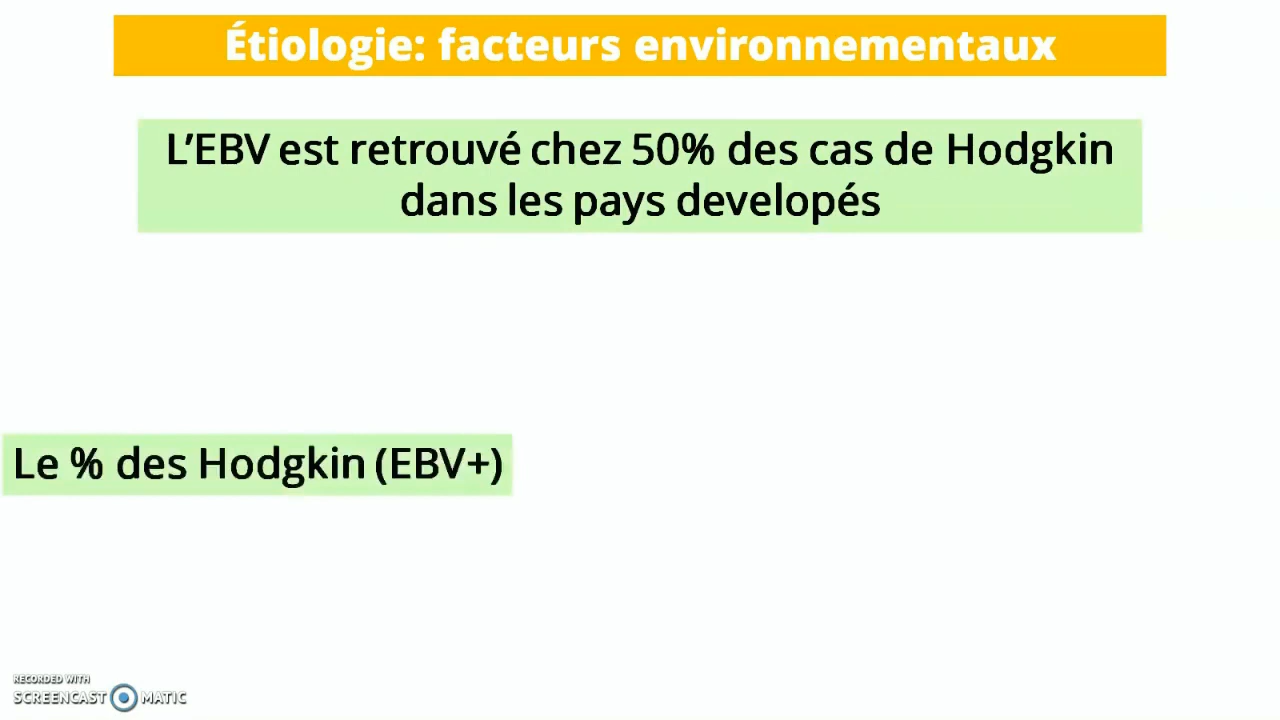 Étiologie: facteurs environnementaux
L’EBV est retrouvé chez 50% des cas de Hodgkin
dans les pays developés
Le % des Hodgkin (EBV+)
RECORDED WITH
SCREENCAST MATIC